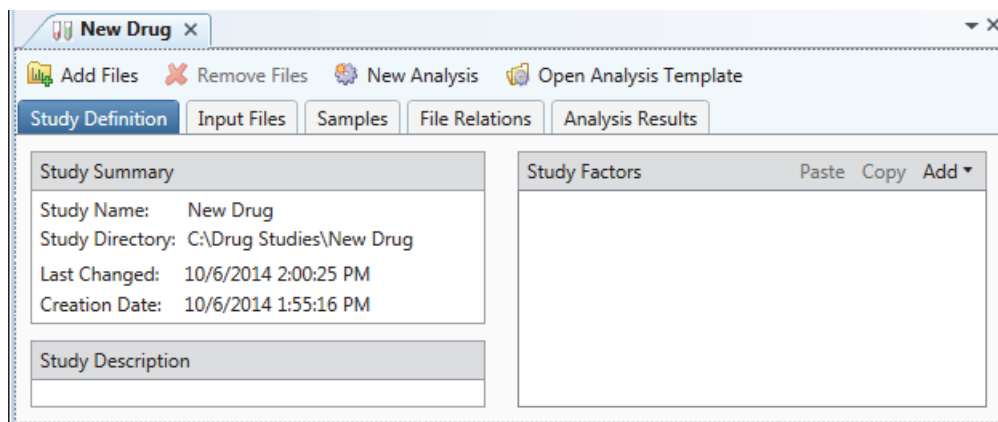 New Drug
Add Files Remove Files New Analysis Open Analysis Template
Study Definition Input Files Samples File Relations Analysis Results
Study Summary
Study Name: New Drug
Study Directory: C:\Drug Studies\New Drug
Last Changed: 10/6/2014 2:00:25 PM
Creation Date: 10/6/2014 1:55:16 PM
Study Description
Study Factors Paste Copy Add